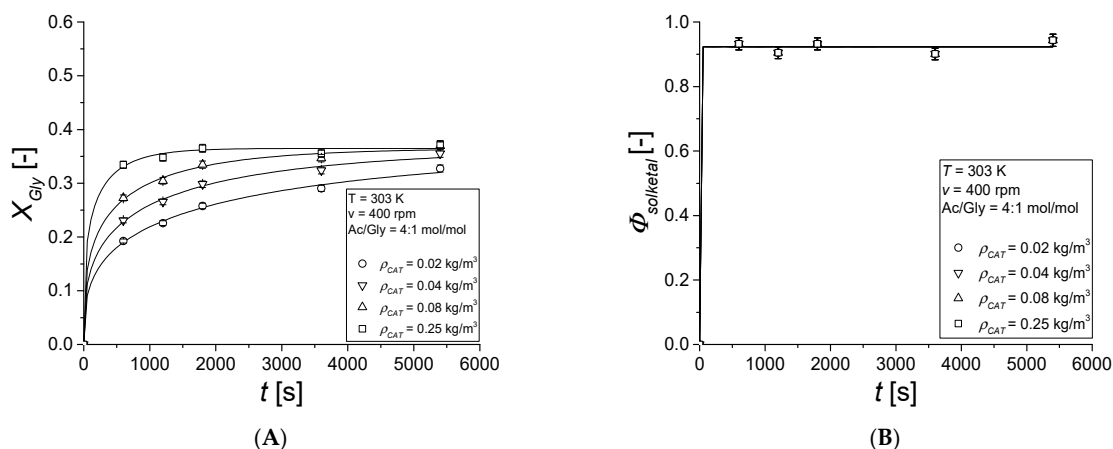 0.6
0.5
0.4
0.3
0.2
0.1
0.0
X_Gly [-]
0 1000 2000 3000 4000 5000 6000
t [s]
T = 303 K
v = 400 rpm
Ac/Gly = 4:1 mol/mol
ρ_CAT = 0.02 kg/m³
ρ_CAT = 0.04 kg/m³
ρ_CAT = 0.08 kg/m³
ρ_CAT = 0.25 kg/m³
(A)
1.0
0.8
0.6
0.4
0.2
0.0
Φ_solketal [-]
0 1000 2000 3000 4000 5000 6000
t [s]
T = 303 K
v = 400 rpm
Ac/Gly = 4:1 mol/mol
ρ_CAT = 0.02 kg/m³
ρ_CAT = 0.04 kg/m³
ρ_CAT = 0.08 kg/m³
ρ_CAT = 0.25 kg/m³
(B)